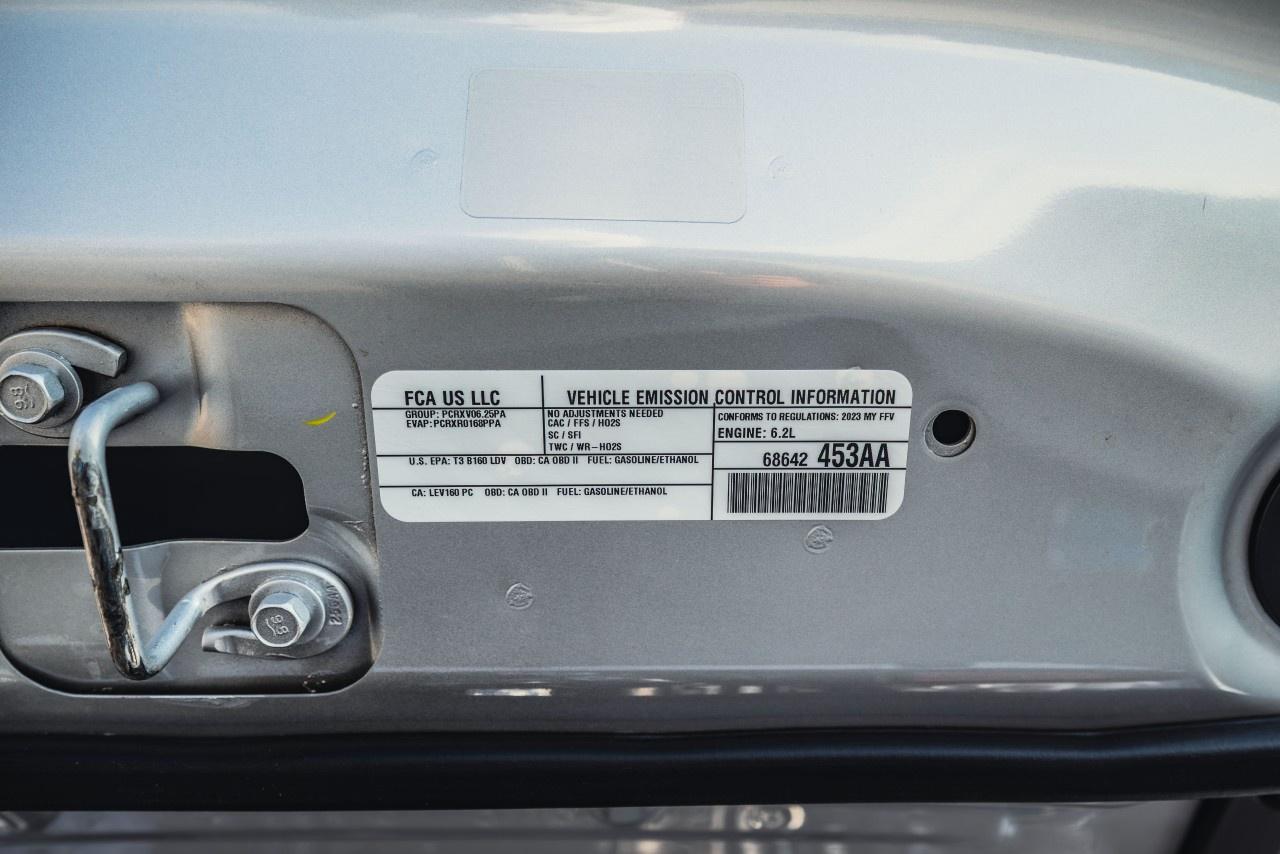 FCA US LLC
VEHICLE EMISSION CONTROL INFORMATION
GROUP: PCRXV06.25PA
EVAP: PCRXR0168PPA
NO ADJUSTMENTS NEEDED
CAC / FFS / HO2S
SC / SFI
TWC / WR-HO2S
CONFORMS TO REGULATIONS: 2023 MY FFV
ENGINE: 6.2L
68642 453AA
U.S. EPA: T3 B160 LDV OBD: CA OBD II FUEL: GASOLINE/ETHANOL
CA: LEV160 PC OBD: CA OBD II FUEL: GASOLINE/ETHANOL
9.8